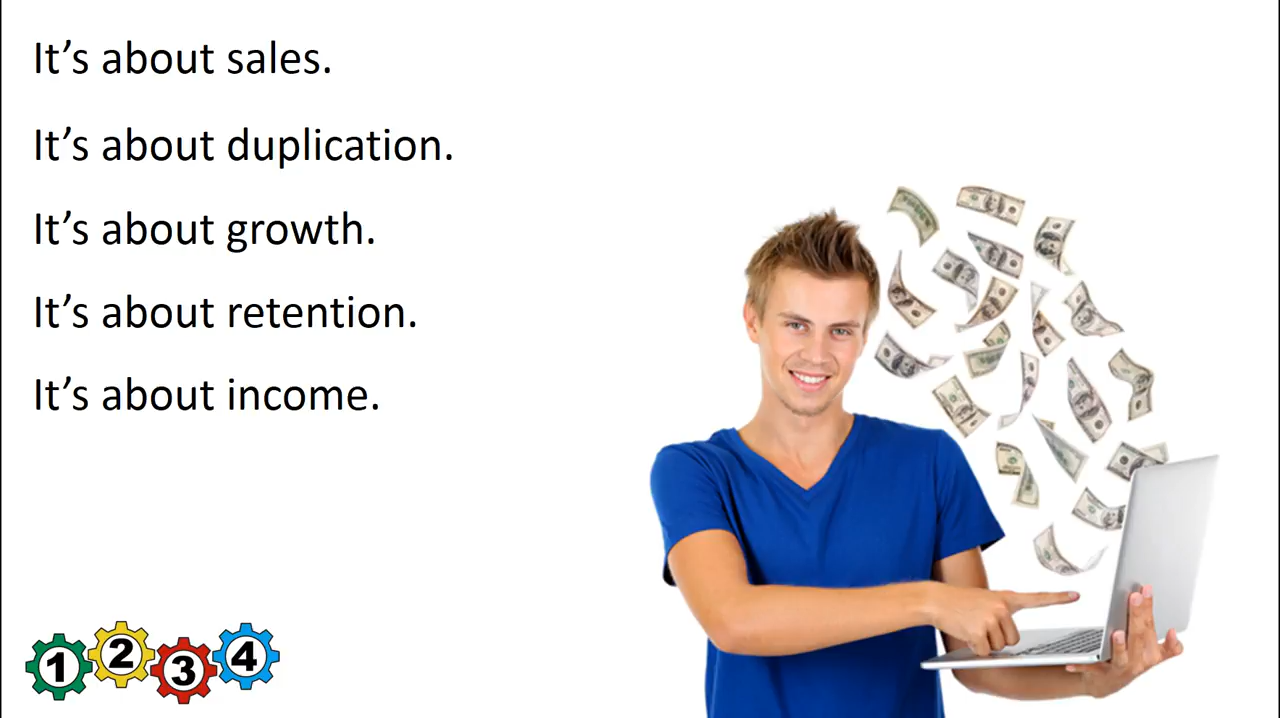 It’s about sales.
It’s about duplication.
It’s about growth.
It’s about retention.
It’s about income.
1 2 3 4